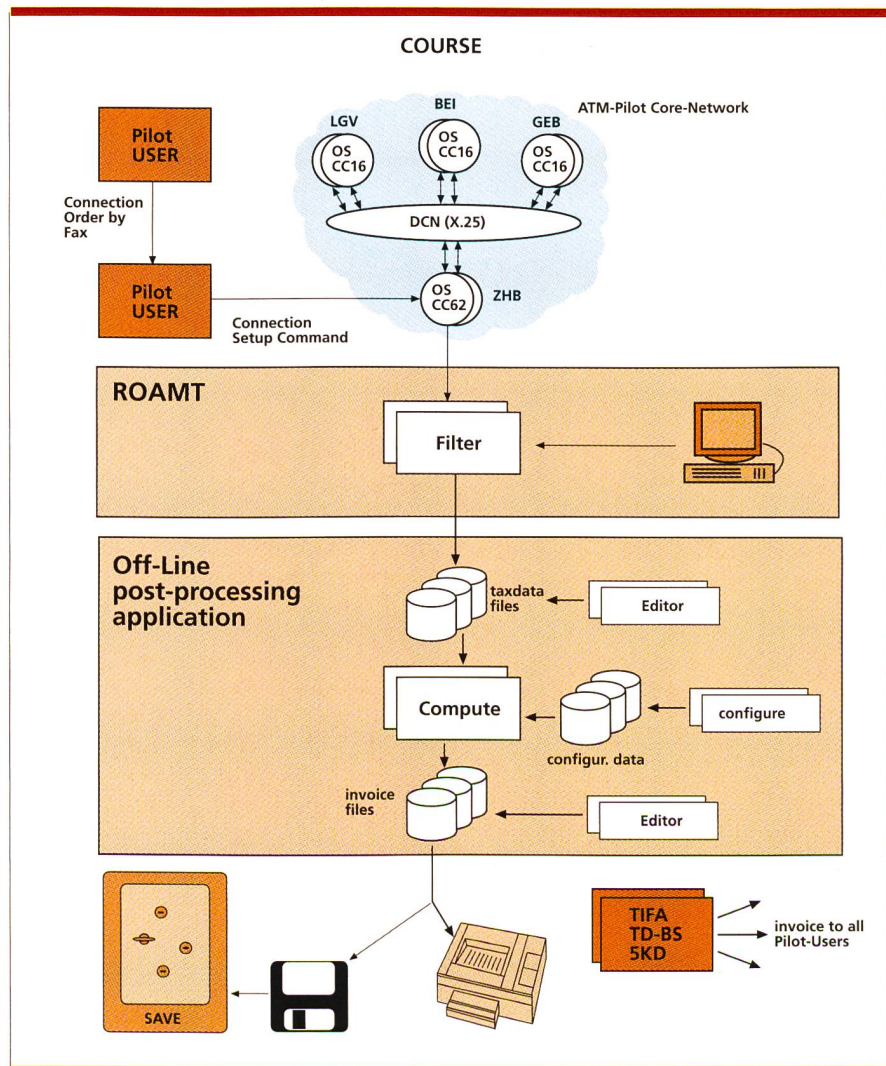 COURSE
ATM-Pilot Core-Network
LGV
BEI
GEB
OS
CC16
OS
CC16
OS
CC16
Pilot
USER
Connection
Order by
Fax
DCN (X.25)
Pilot
USER
OS
CC62
ZHB
Connection
Setup Command
ROAMT
Filter
Off-Line
post-processing
application
taxdata
files
Editor
Compute
configure
configur. data
invoice
files
Editor
TIFA
TD-BS
5KD
invoice to all
Pilot-Users
SAVE